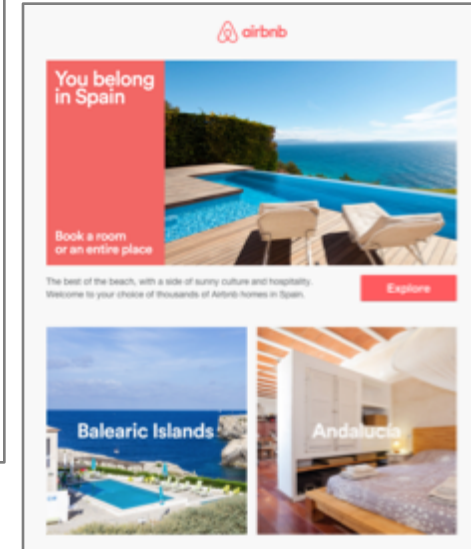 airbnb
You belong
in Spain
Book a room
or an entire place
The best of the beach, with a side of sunny culture and hospitality.
Welcome to your choice of thousands of Airbnb homes in Spain.
Explore
Balearic Islands
Andalucía